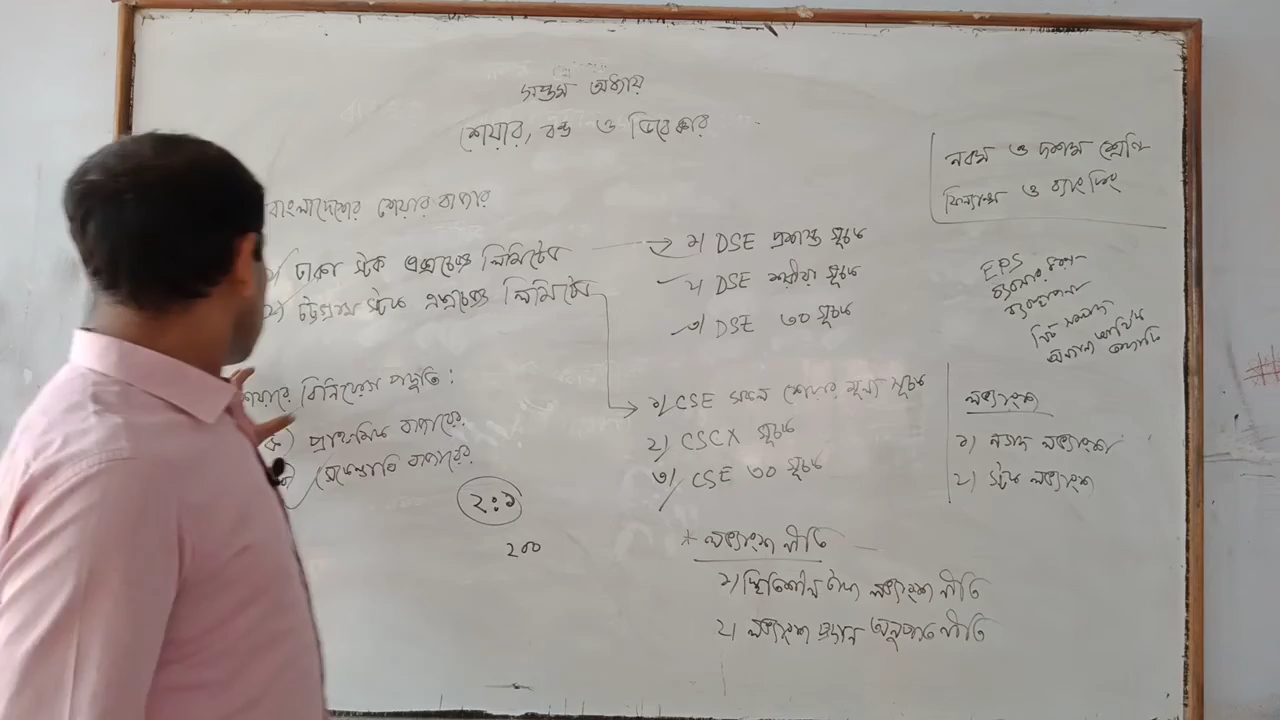 সপ্তম অধ্যায়
শেয়ার, বন্ড ও ডিবেঞ্চার
নবম ও দশম শ্রেণি
ফিন্যান্স ও ব্যাংকিং
বাংলাদেশের শেয়ার বাজার
১) ঢাকা স্টক এক্সচেঞ্জ লিমিটেড
২) চট্টগ্রাম স্টক এক্সচেঞ্জ লিমিটেড
১) DSE প্রশস্ত সূচক
২) DSE শরীয়া সূচক
৩) DSE ৩০ সূচক
EPS
শেয়ারে বিনিয়োগ পদ্ধতি :
ক) প্রাথমিক বাজারে
সেকেন্ডারি বাজারে
২:১
২০০
১) CSE সকল শেয়ার মূল্য সূচক
২) CSCX সূচক
৩) CSE ৩০ সূচক
লভ্যাংশ
১) নগদ লভ্যাংশ
২) স্টক লভ্যাংশ
* লভ্যাংশ নীতি
১) স্থিতিশীল টাকা লভ্যাংশ নীতি
২) লভ্যাংশ প্রদান অনুপাত নীতি